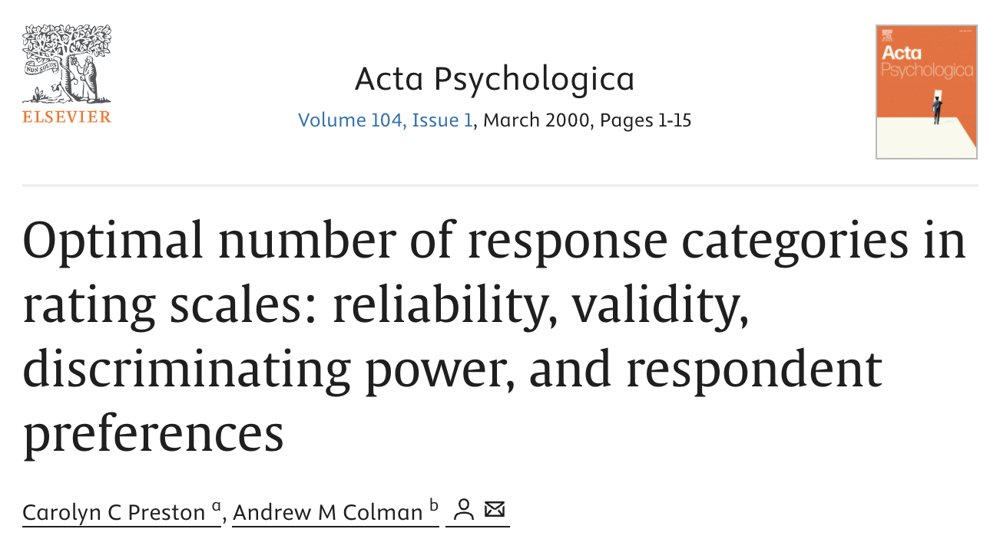 NON SOLUS
ELSEVIER
Acta Psychologica
Volume 104, Issue 1, March 2000, Pages 1-15
Acta
Psychologica
Optimal number of response categories in
rating scales: reliability, validity,
discriminating power, and respondent
preferences
Carolyn C Preston a, Andrew M Colman b